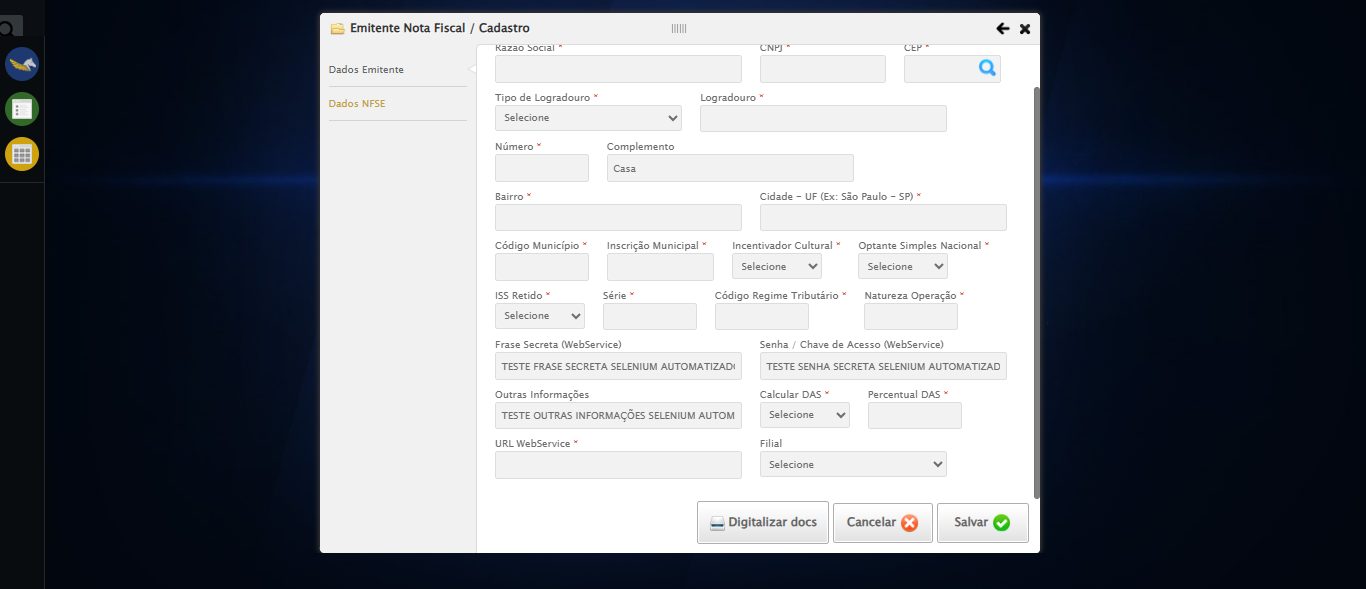 Emitente Nota Fiscal / Cadastro
Dados Emitente
Dados NFSE
Razão Social * CNPJ * CEP *
Tipo de Logradouro * Logradouro *
Selecione
Número * Complemento
Casa
Bairro * Cidade - UF (Ex: São Paulo - SP) *
Código Município * Inscrição Municipal * Incentivador Cultural * Optante Simples Nacional *
Selecione Selecione
ISS Retido * Série * Código Regime Tributário * Natureza Operação *
Selecione
Frase Secreta (WebService) Senha / Chave de Acesso (WebService)
TESTE FRASE SECRETA SELENIUM AUTOMATIZADO TESTE SENHA SECRETA SELENIUM AUTOMATIZAD
Outras Informações Calcular DAS * Percentual DAS *
TESTE OUTRAS INFORMAÇÕES SELENIUM AUTOM Selecione
URL WebService * Filial
Selecione
Digitalizar docs Cancelar Salvar